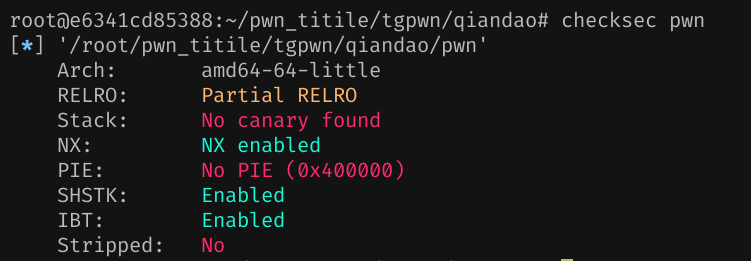 root@e6341cd85388:~/pwn_titile/tgpwn/qiandao# checksec pwn
[*] '/root/pwn_titile/tgpwn/qiandao/pwn'
    Arch:       amd64-64-little
    RELRO:      Partial RELRO
    Stack:      No canary found
    NX:         NX enabled
    PIE:        No PIE (0x400000)
    SHSTK:      Enabled
    IBT:        Enabled
    Stripped:   No